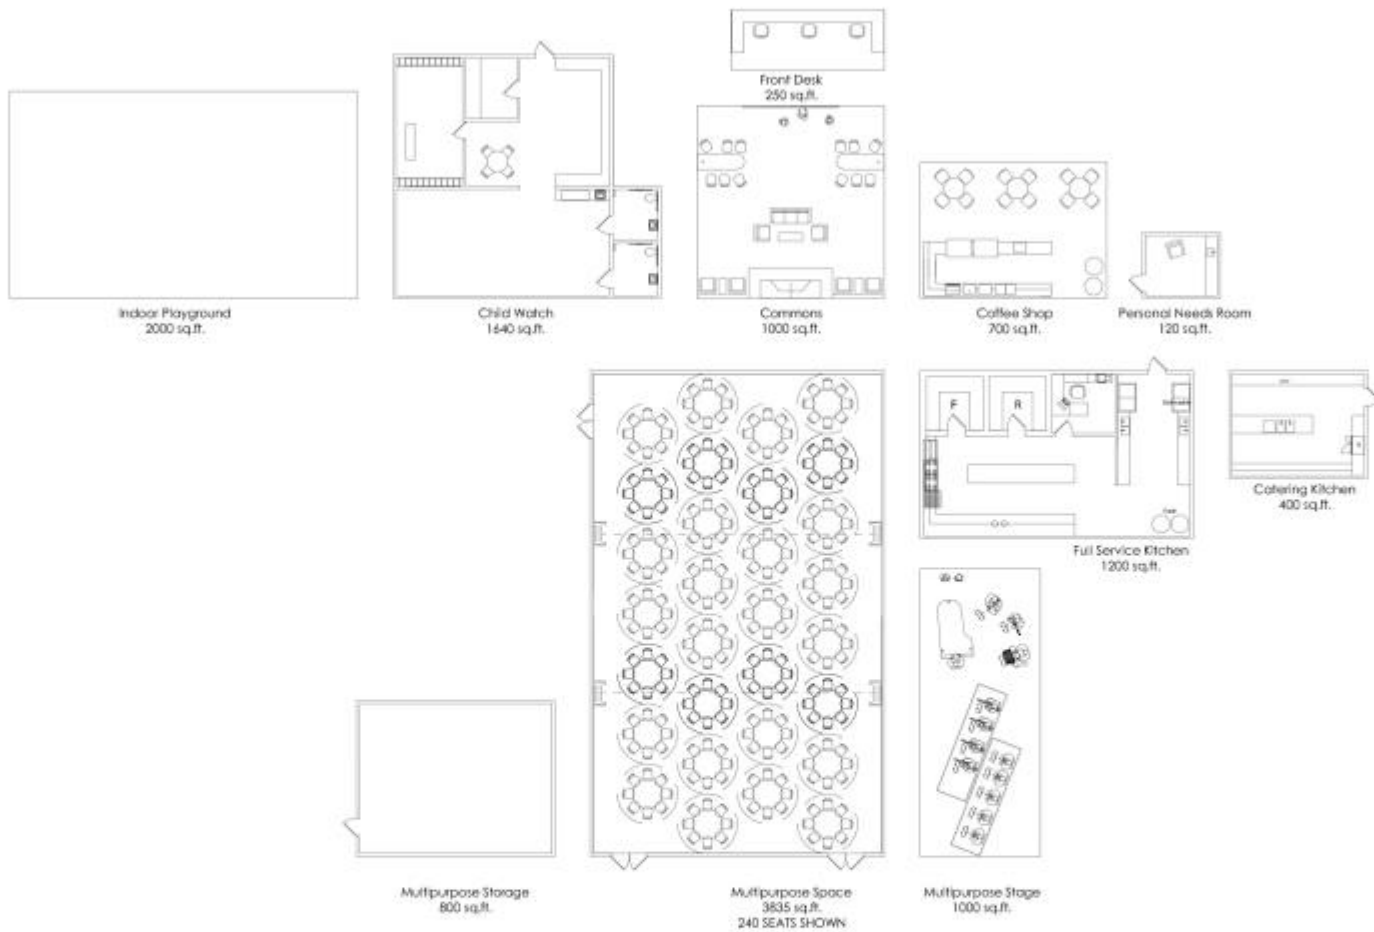 Front Desk
250 sq.ft.
Indoor Playground
2000 sq.ft.
Child Watch
1640 sq.ft.
Commons
1000 sq.ft.
Coffee Shop
700 sq.ft.
Personal Needs Room
120 sq.ft.
F
R
Catering Kitchen
400 sq.ft.
Full Service Kitchen
1200 sq.ft.
Multipurpose Storage
800 sq.ft.
Multipurpose Space
3835 sq.ft.
240 SEATS SHOWN
Multipurpose Stage
1000 sq.ft.